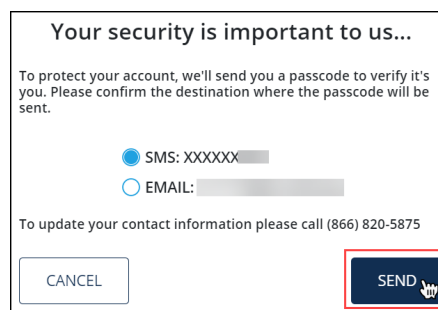 Your security is important to us...
To protect your account, we'll send you a passcode to verify it's
you. Please confirm the destination where the passcode will be
sent.
SMS: XXXXXX
EMAIL:
To update your contact information please call (866) 820-5875
CANCEL
SEND